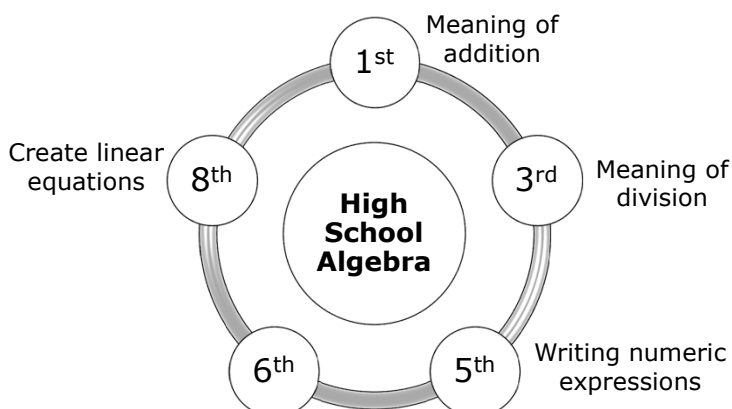 Meaning of
addition
1st
Create linear
equations
8th
3rd
Meaning of
division
High
School
Algebra
6th
5th
Writing numeric
expressions